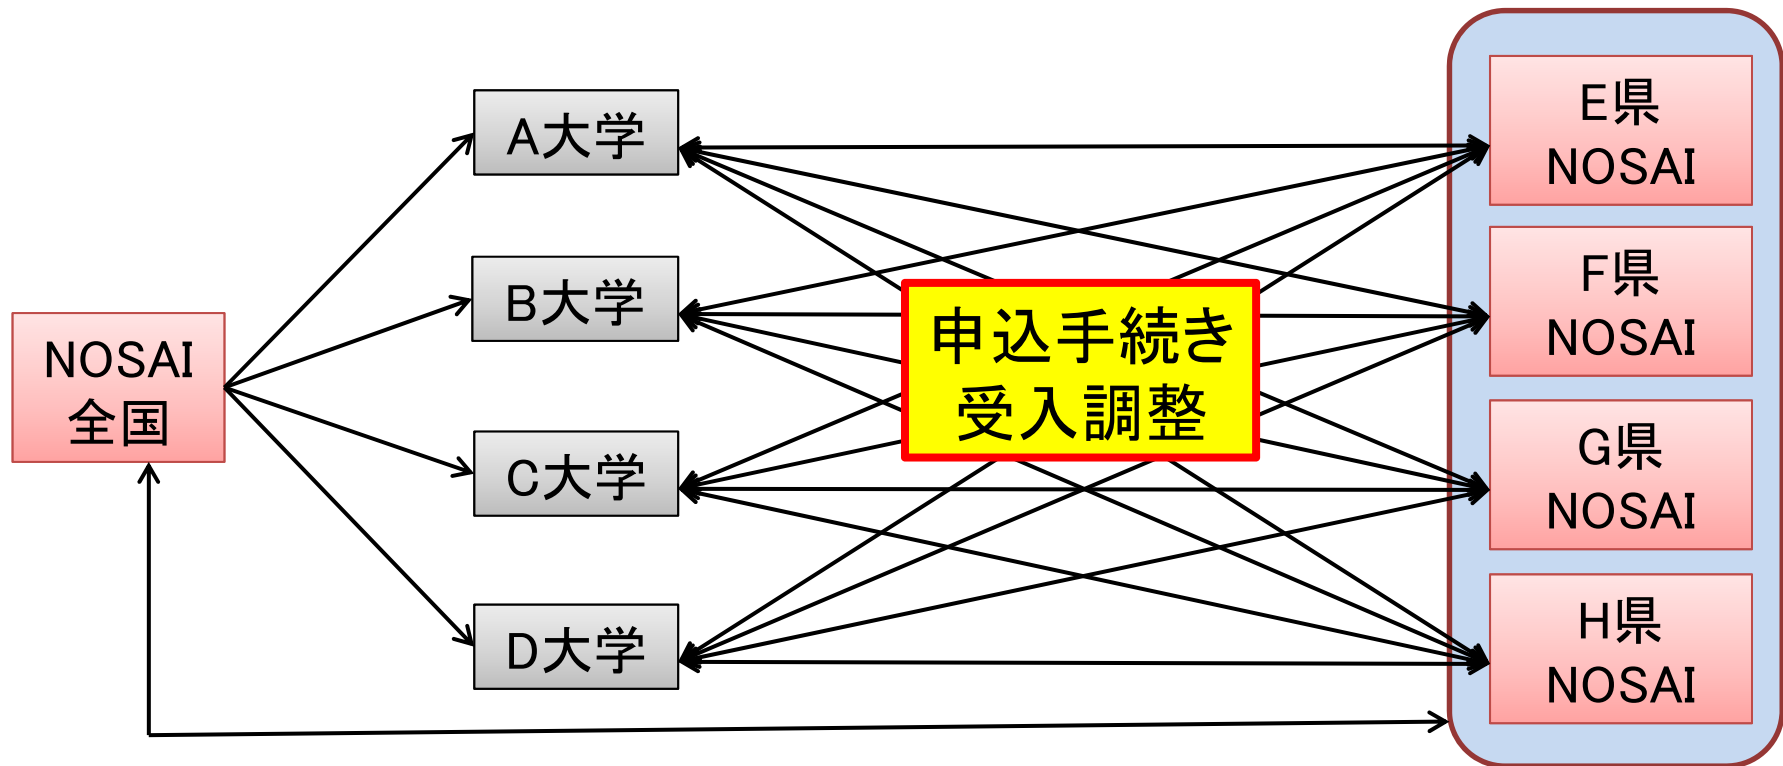 NOSAI
全国
A大学
B大学
C大学
D大学
申込手続き
受入調整
E県
NOSAI
F県
NOSAI
G県
NOSAI
H県
NOSAI